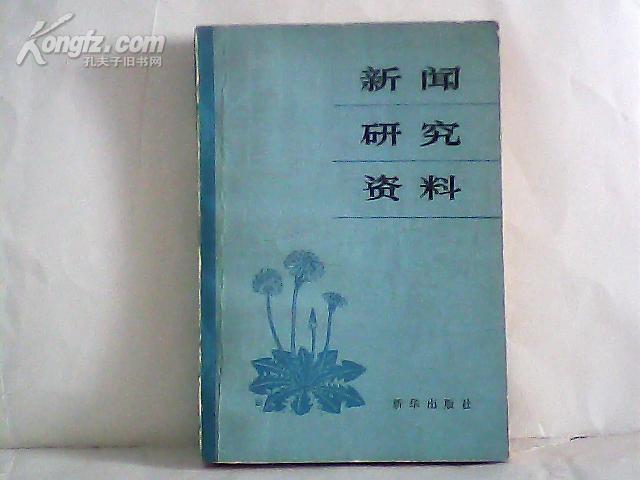 Kongfz.com
孔夫子旧书网
新闻
研究
资料
新华出版社